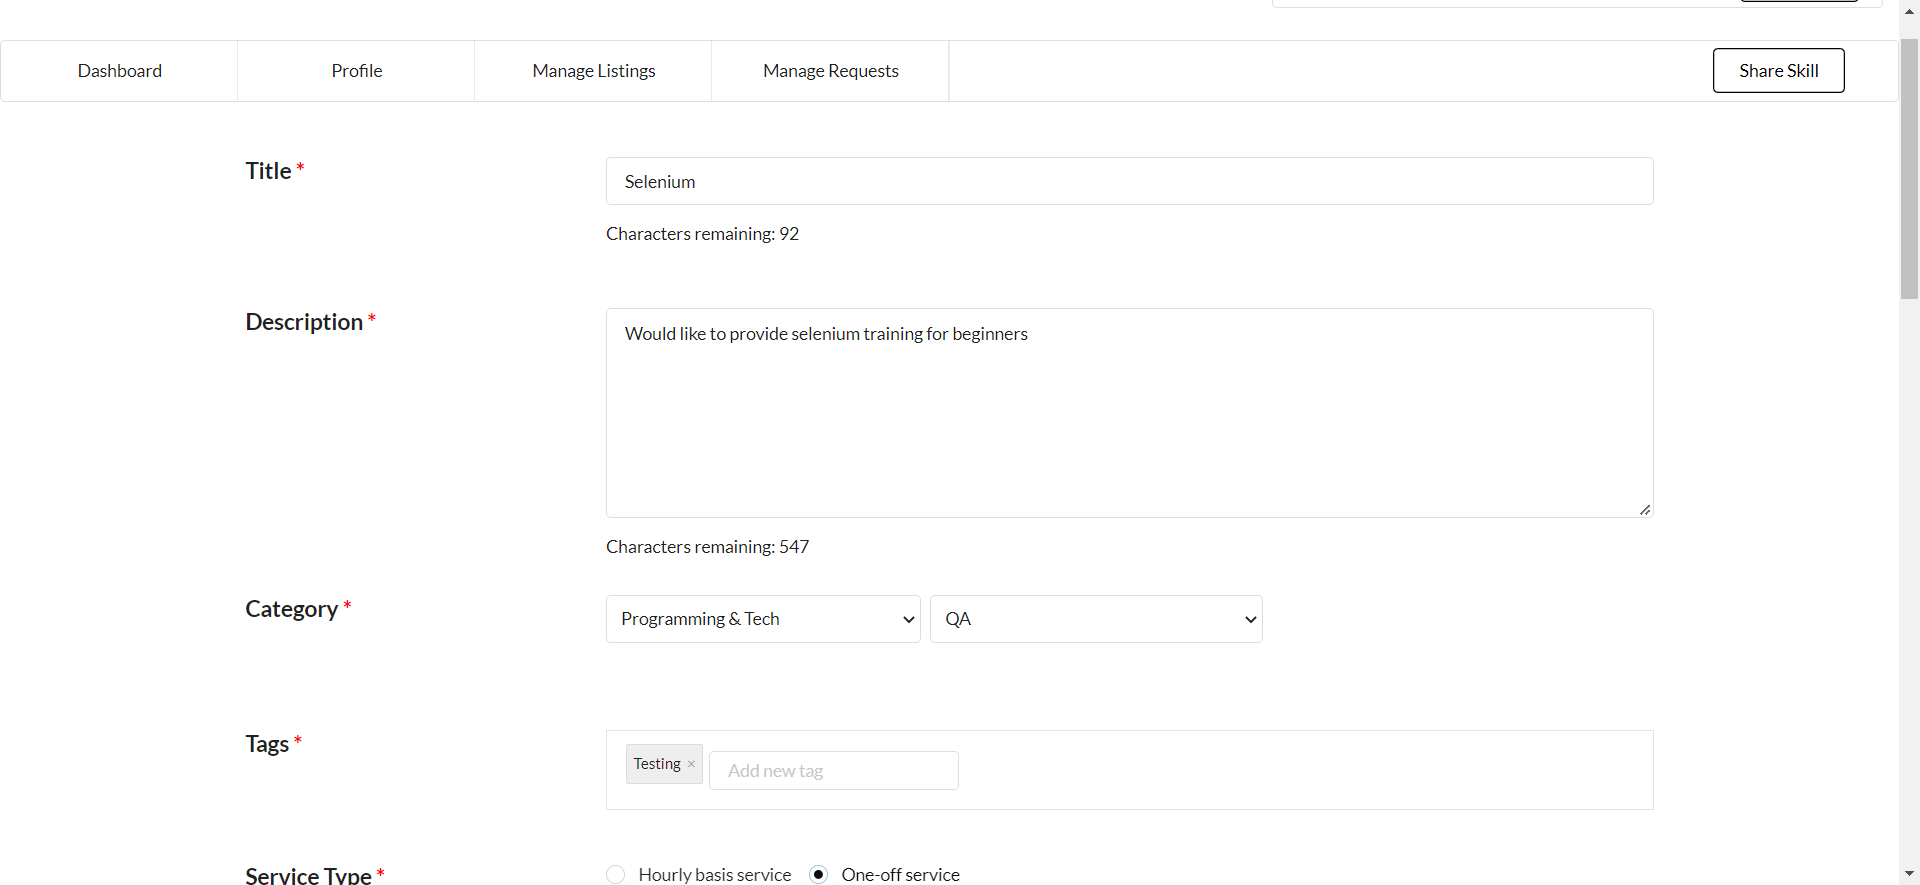 Dashboard Profile Manage Listings Manage Requests Share Skill
Title *
Selenium
Characters remaining: 92
Description *
Would like to provide selenium training for beginners
Characters remaining: 547
Category *
Programming & Tech QA
Tags *
Testing × Add new tag
Service Type * Hourly basis service One-off service